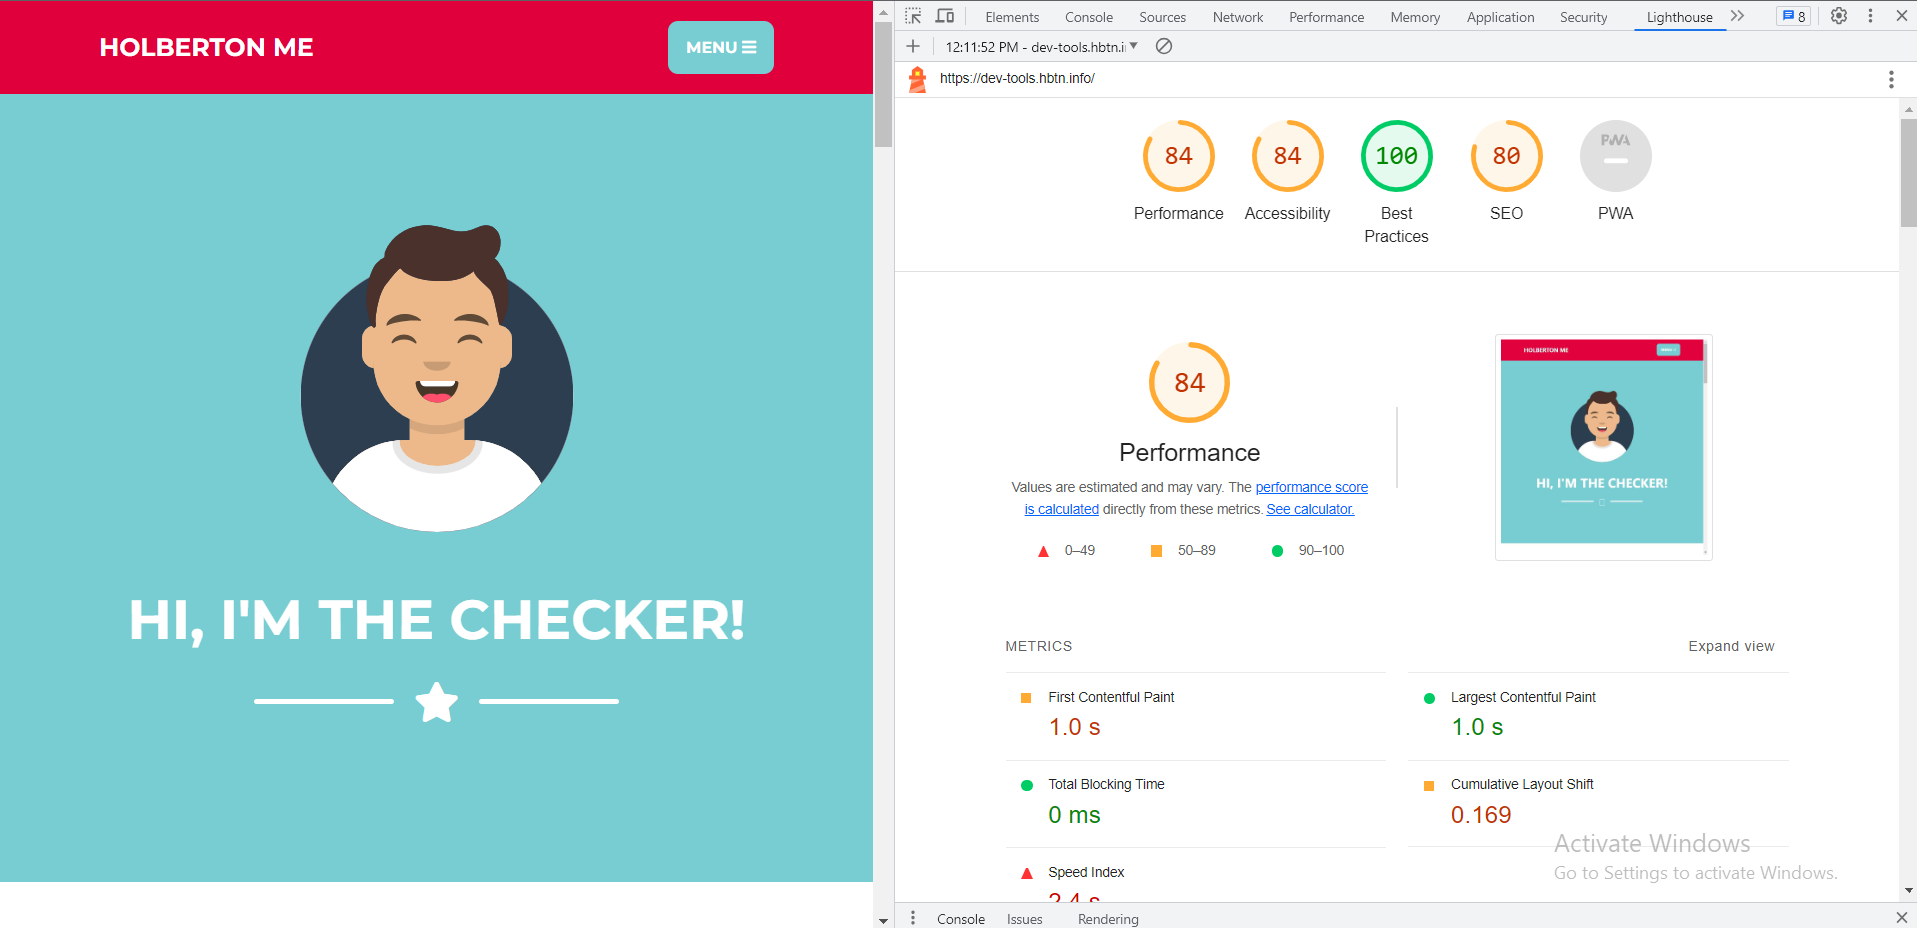 HOLBERTON ME
MENU
HI, I'M THE CHECKER!
Elements Console Sources Network Performance Memory Application Security Lighthouse 8
12:11:52 PM - dev-tools.hbtn.i
https://dev-tools.hbtn.info/
84 84 100 80 PWA
Performance Accessibility Best Practices SEO PWA
84
Performance
Values are estimated and may vary. The performance score
is calculated directly from these metrics. See calculator.
0–49 50–89 90–100
HOLBERTON ME
HI, I'M THE CHECKER!
METRICS Expand view
First Contentful Paint
1.0 s
Largest Contentful Paint
1.0 s
Total Blocking Time
0 ms
Cumulative Layout Shift
0.169
Speed Index
2.4 s
Activate Windows
Go to Settings to activate Windows.
Console Issues Rendering